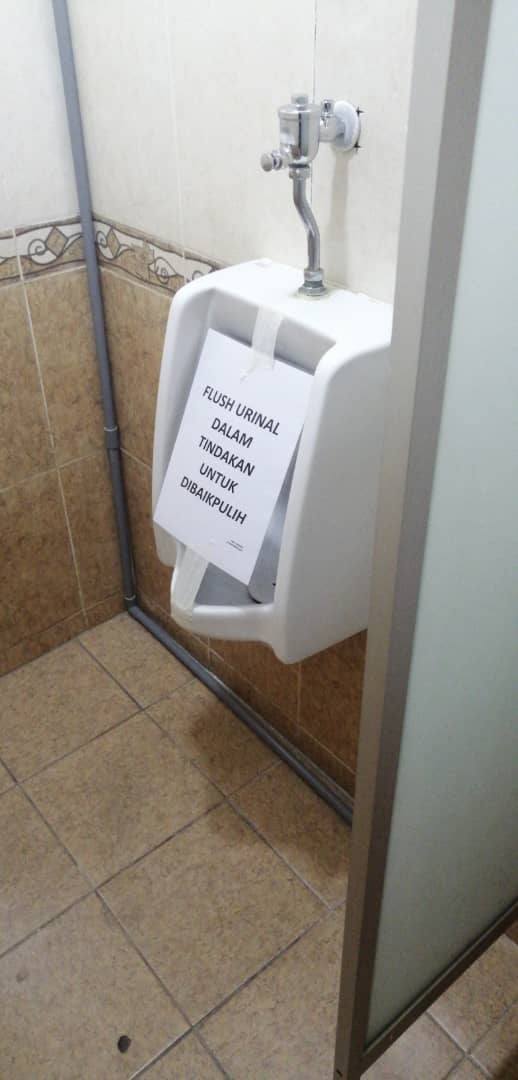 FLUSH URINAL
DALAM
TINDAKAN
UNTUK
DIBAIKPULIH